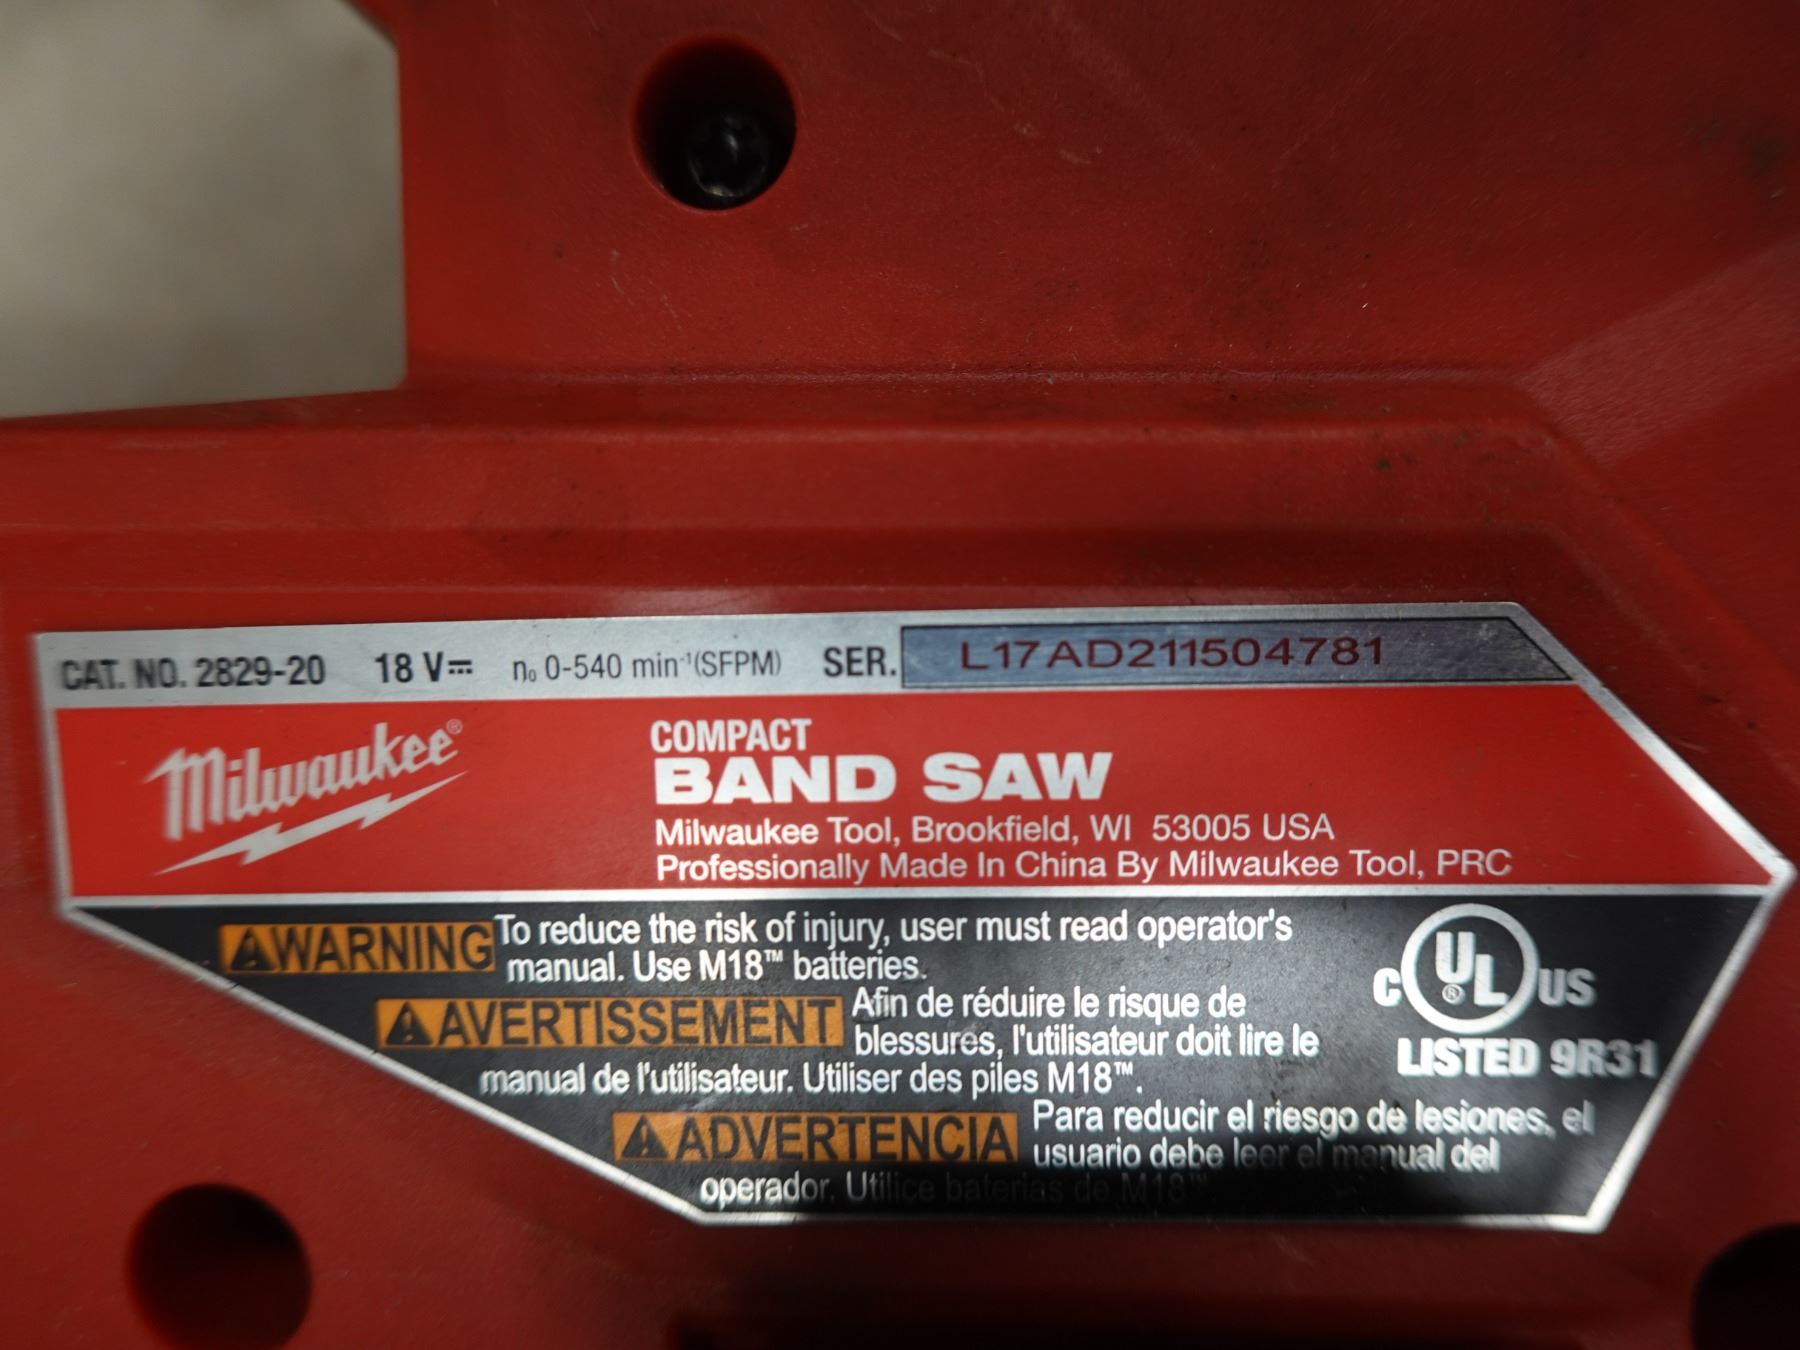 CAT. NO. 2829-20 18 V⎓ n₀ 0-540 min⁻¹(SFPM) SER. L17AD211504781
Milwaukee®
COMPACT
BAND SAW
Milwaukee Tool, Brookfield, WI 53005 USA
Professionally Made In China By Milwaukee Tool, PRC
⚠WARNING To reduce the risk of injury, user must read operator's
manual. Use M18™ batteries.
⚠AVERTISSEMENT Afin de réduire le risque de
blessures, l'utilisateur doit lire le
manual de l'utilisateur. Utiliser des piles M18™.
⚠ADVERTENCIA Para reducir el riesgo de lesiones, el
usuario debe leer el manual del
operador. Utilice baterias de M18™.
C UL® US
LISTED 9R31